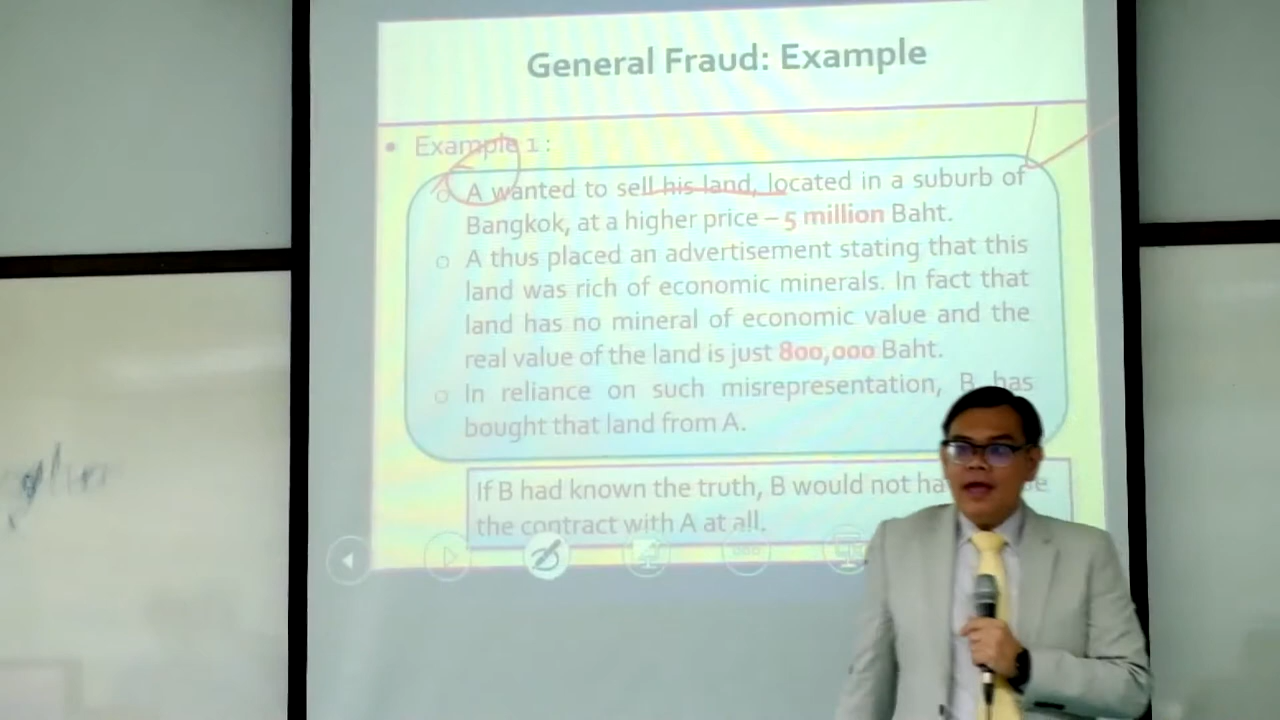 General Fraud: Example
• Example 1 :
o A wanted to sell his land, located in a suburb of
Bangkok, at a higher price – 5 million Baht.
o A thus placed an advertisement stating that this
land was rich of economic minerals. In fact that
land has no mineral of economic value and the
real value of the land is just 800,000 Baht.
o In reliance on such misrepresentation, B has
bought that land from A.
If B had known the truth, B would not
the contract with A at all.